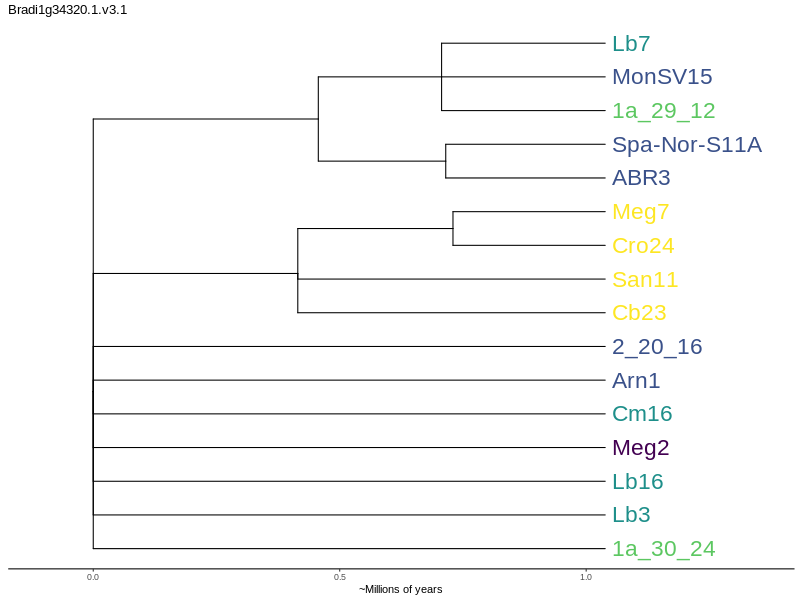 Bradi1g34320.1.v3.1
Lb7
MonSV15
1a_29_12
Spa-Nor-S11A
ABR3
Meg7
Cro24
San11
Cb23
2_20_16
Arn1
Cm16
Meg2
Lb16
Lb3
1a_30_24
0.0 0.5 1.0
~Millions of years